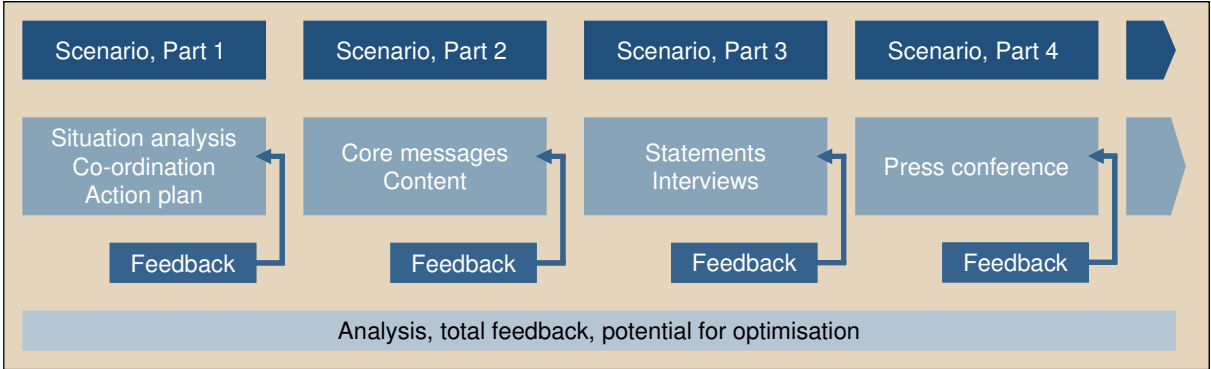 Scenario, Part 1
Scenario, Part 2
Scenario, Part 3
Scenario, Part 4
Situation analysis
Co-ordination
Action plan
Core messages
Content
Statements
Interviews
Press conference
Feedback
Feedback
Feedback
Feedback
Analysis, total feedback, potential for optimisation